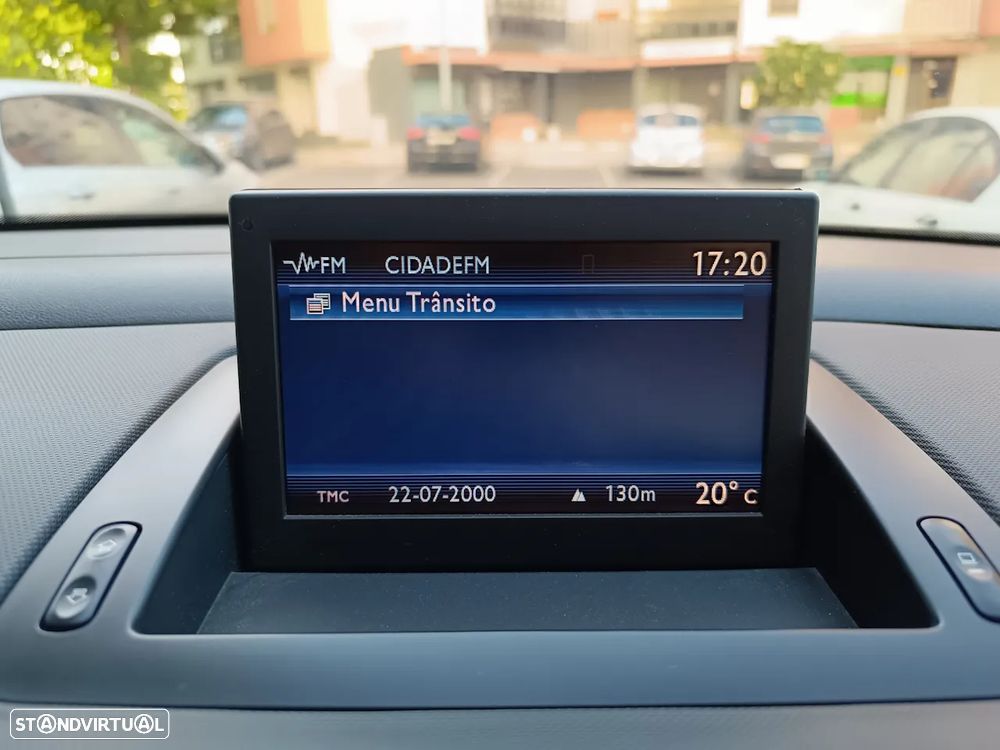 FM CIDADEFM 17:20
Menu Trânsito
TMC 22-07-2000 130m 20° C
STANDVIRTUAL